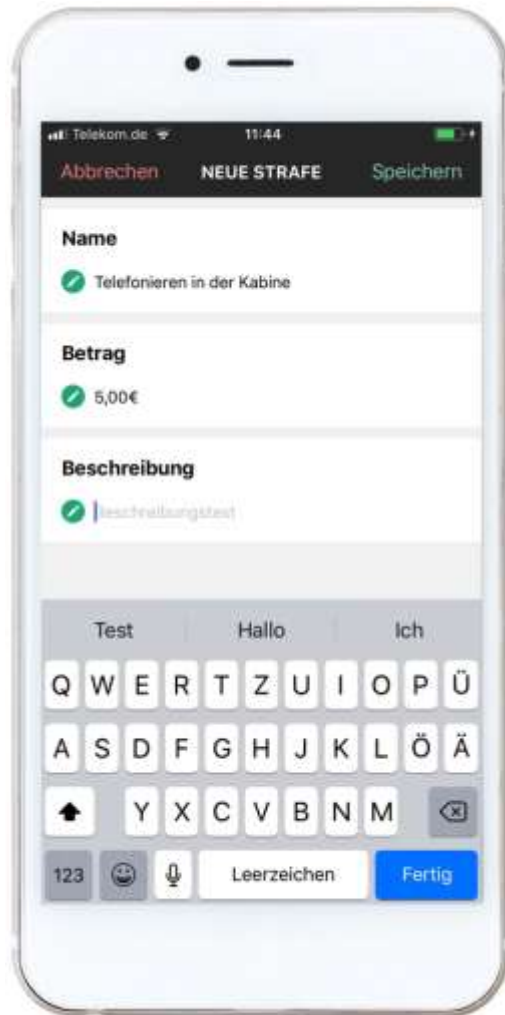 Telekom.de 11:44
Abbrechen NEUE STRAFE Speichern
Name
Telefonieren in der Kabine
Betrag
5,00€
Beschreibung
Beschreibungstext
Test Hallo Ich
Q W E R T Z U I O P Ü
A S D F G H J K L Ö Ä
Y X C V B N M
123 Leerzeichen Fertig